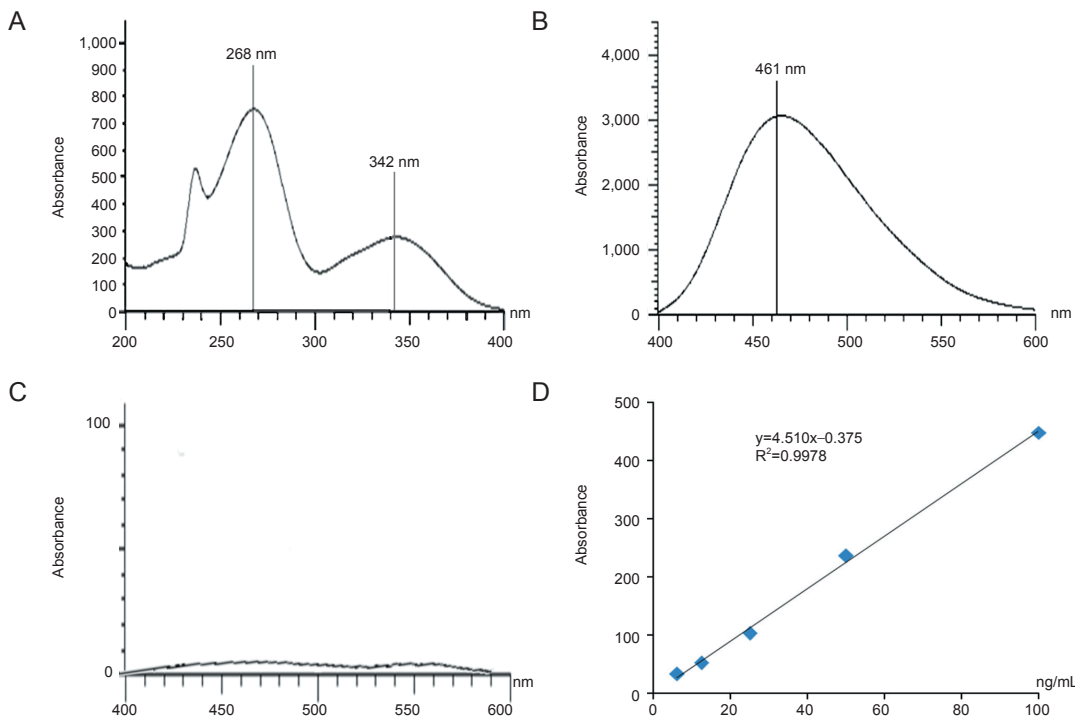 A
1,000
900
800
700
600
500
400
300
200
100
0
Absorbance
268 nm
342 nm
200
250
300
350
400
nm
B
4,000
3,000
2,000
1,000
0
Absorbance
461 nm
400
450
500
550
600
nm
C
100
0
Absorbance
400
450
500
550
600
nm
D
500
400
300
200
100
0
Absorbance
y=4.510x–0.375
R²=0.9978
0
20
40
60
80
100
ng/mL